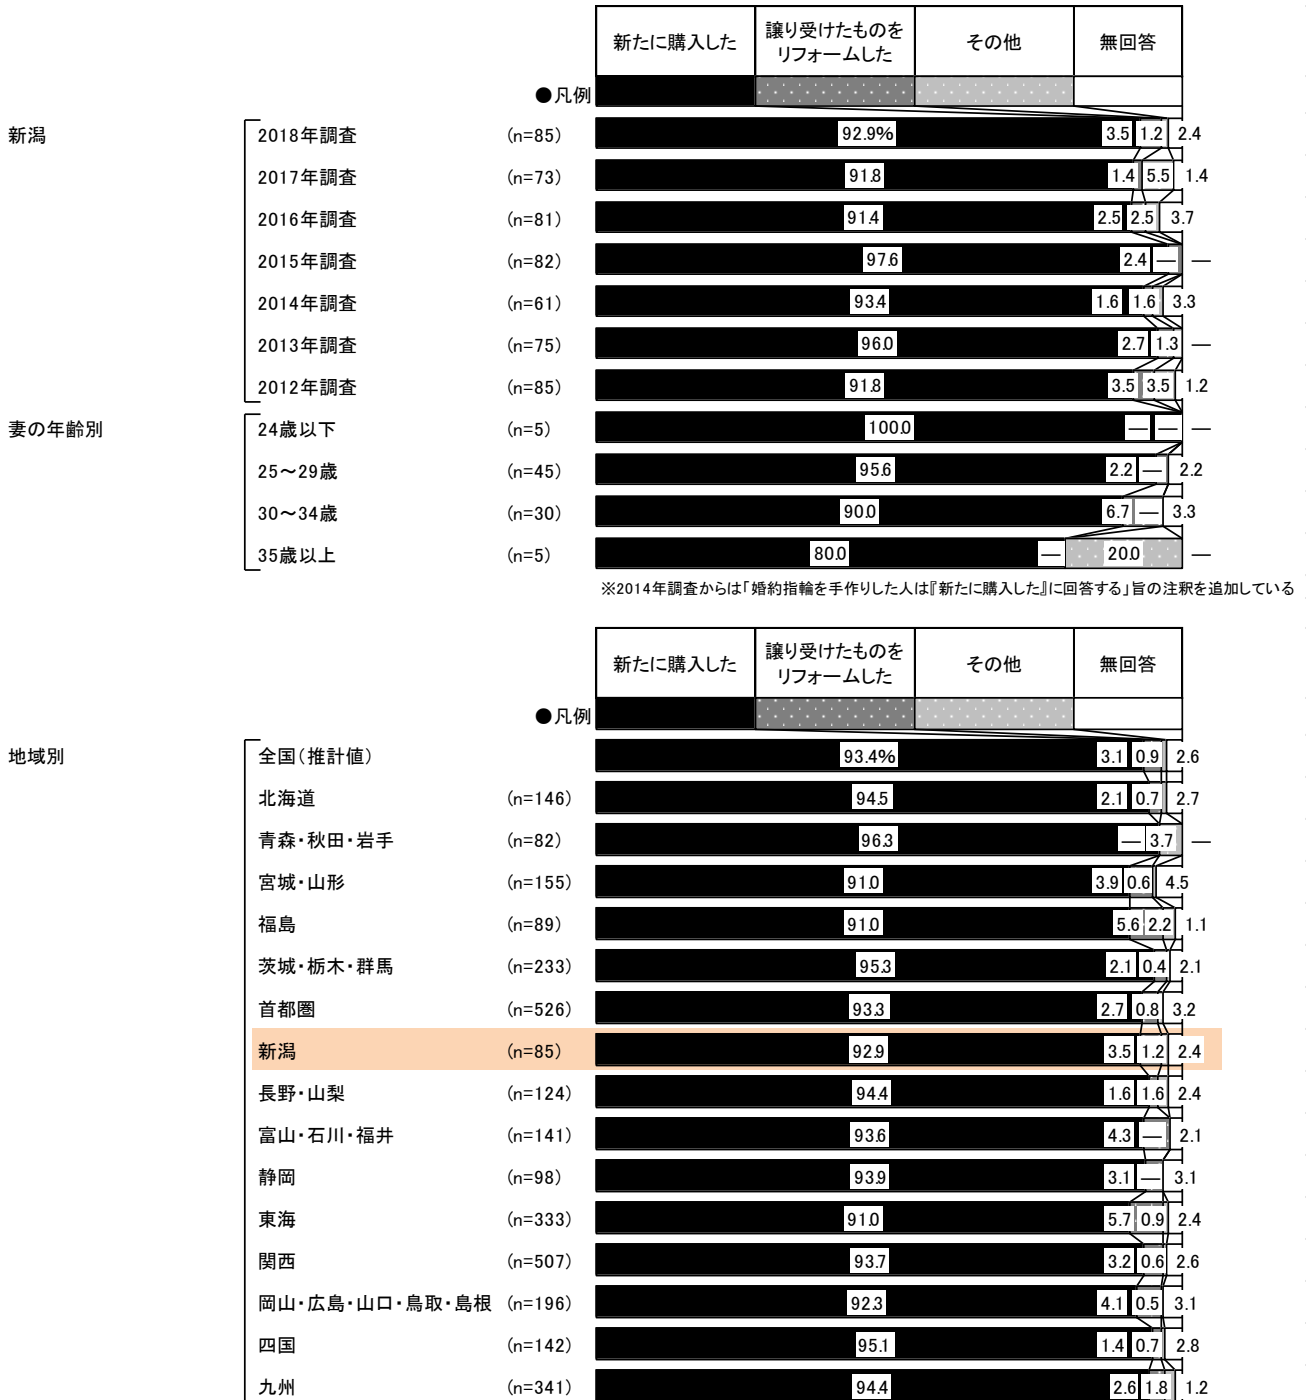 新たに購入した 譲り受けたものを リフォームした その他 無回答
●凡例
新潟
2018年調査 (n=85) 92.9% 3.5 1.2 2.4
2017年調査 (n=73) 91.8 1.4 5.5 1.4
2016年調査 (n=81) 91.4 2.5 2.5 3.7
2015年調査 (n=82) 97.6 2.4 — —
2014年調査 (n=61) 93.4 1.6 1.6 3.3
2013年調査 (n=75) 96.0 2.7 1.3 —
2012年調査 (n=85) 91.8 3.5 3.5 1.2
妻の年齢別
24歳以下 (n=5) 100.0 — — —
25～29歳 (n=45) 95.6 2.2 — 2.2
30～34歳 (n=30) 90.0 6.7 — 3.3
35歳以上 (n=5) 80.0 — 20.0 —
※2014年調査からは「婚約指輪を手作りした人は『新たに購入した』に回答する」旨の注釈を追加している
新たに購入した 譲り受けたものを リフォームした その他 無回答
●凡例
地域別
全国(推計値) 93.4% 3.1 0.9 2.6
北海道 (n=146) 94.5 2.1 0.7 2.7
青森・秋田・岩手 (n=82) 96.3 — 3.7 —
宮城・山形 (n=155) 91.0 3.9 0.6 4.5
福島 (n=89) 91.0 5.6 2.2 1.1
茨城・栃木・群馬 (n=233) 95.3 2.1 0.4 2.1
首都圏 (n=526) 93.3 2.7 0.8 3.2
新潟 (n=85) 92.9 3.5 1.2 2.4
長野・山梨 (n=124) 94.4 1.6 1.6 2.4
富山・石川・福井 (n=141) 93.6 4.3 — 2.1
静岡 (n=98) 93.9 3.1 — 3.1
東海 (n=333) 91.0 5.7 0.9 2.4
関西 (n=507) 93.7 3.2 0.6 2.6
岡山・広島・山口・鳥取・島根 (n=196) 92.3 4.1 0.5 3.1
四国 (n=142) 95.1 1.4 0.7 2.8
九州 (n=341) 94.4 2.6 1.8 1.2